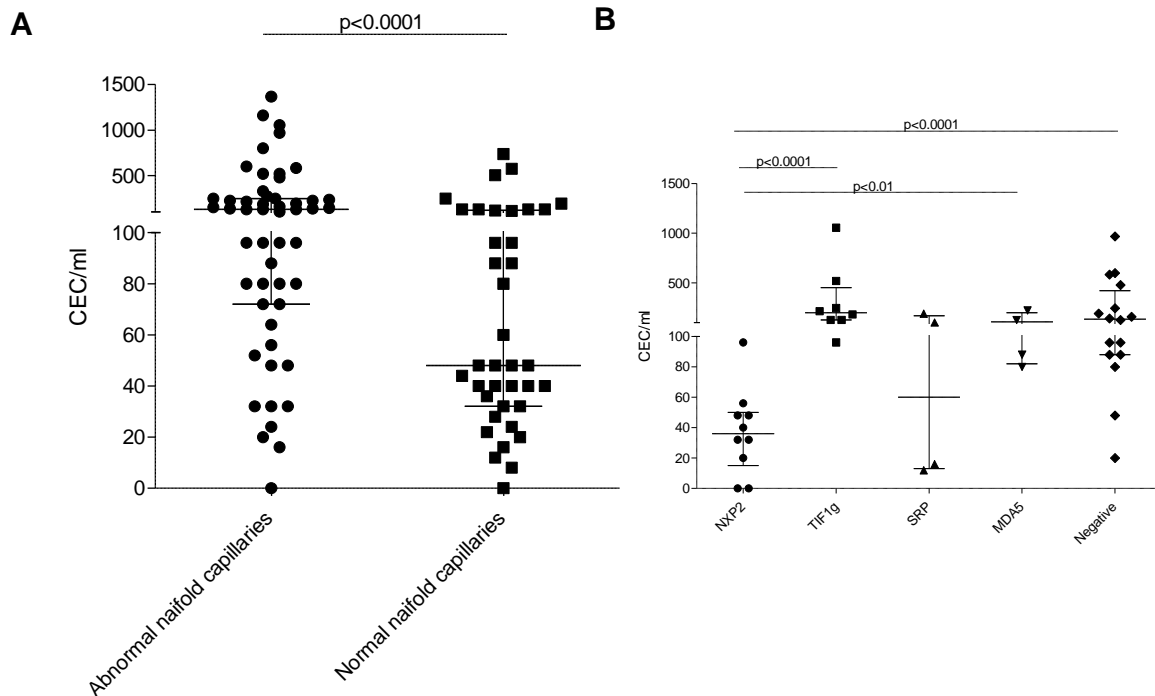 A
p<0.0001
1500
1000
500
100
80
60
40
20
0
CEC/ml
Abnormal naifold capillaries
Normal naifold capillaries
B
p<0.0001
p<0.0001
p<0.01
1500
1000
500
100
80
60
40
20
0
CEC/ml
NXP2
TIF1g
SRP
MDA5
Negative